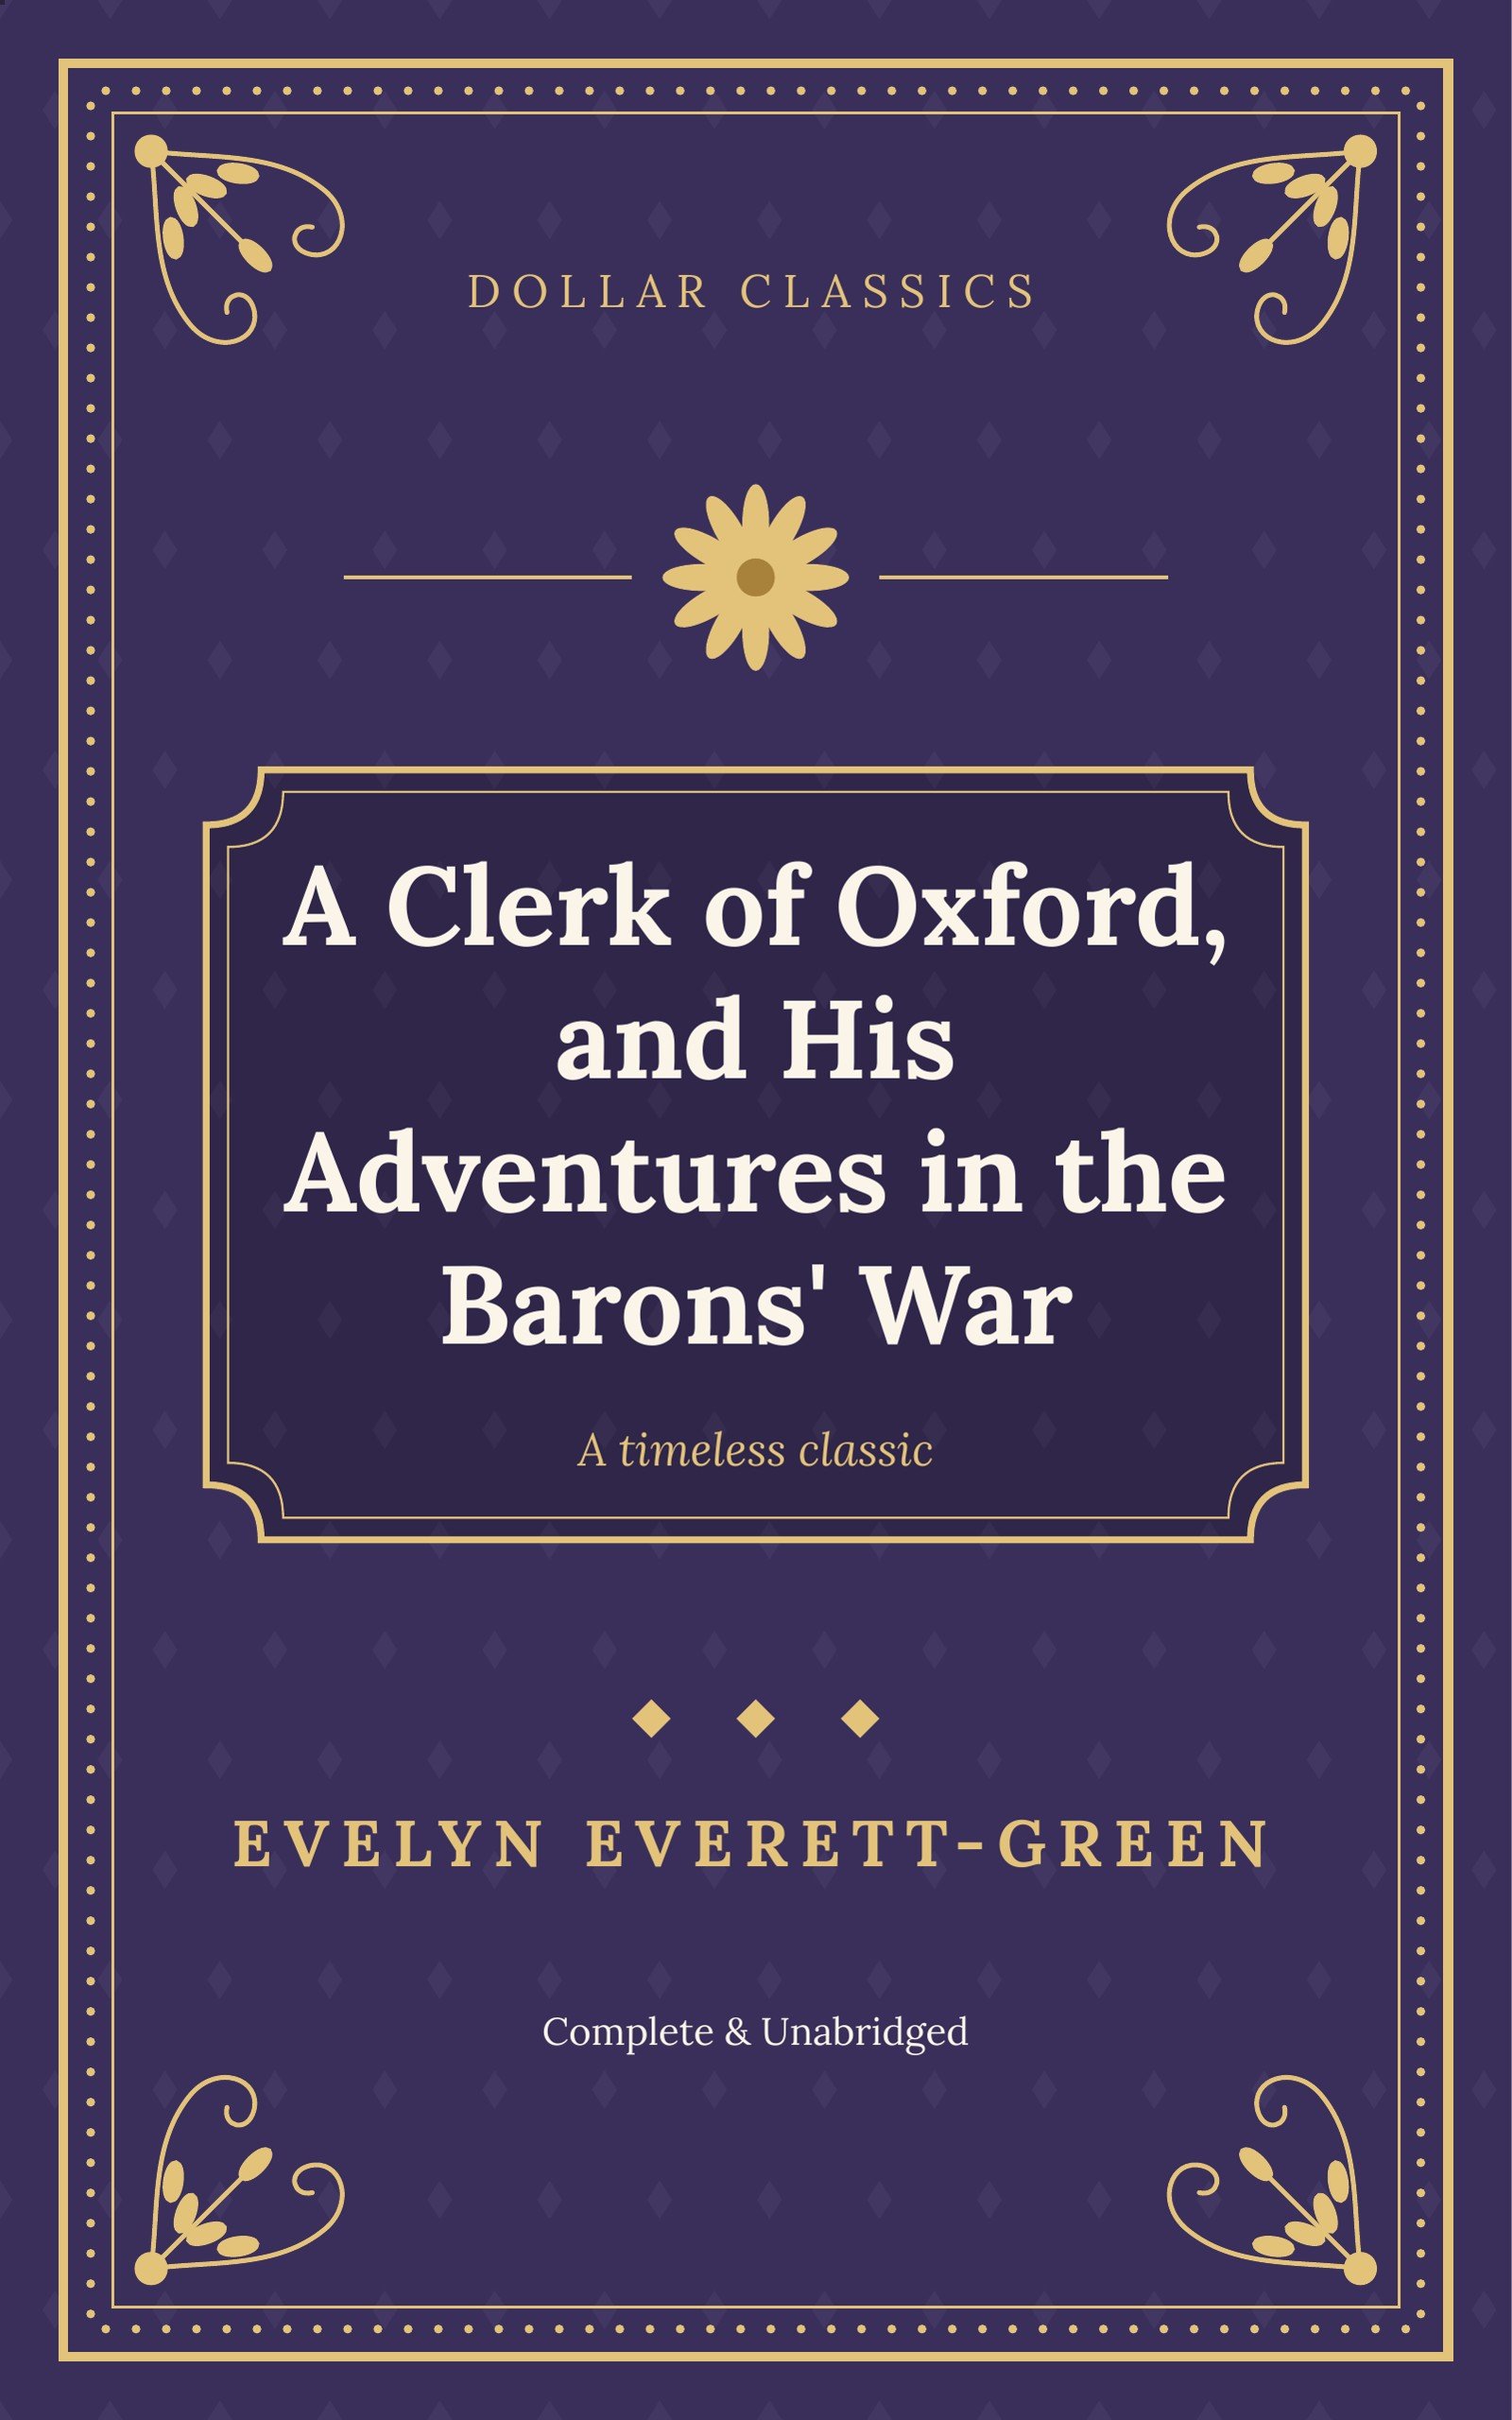 DOLLAR CLASSICS
A Clerk of Oxford,
and His
Adventures in the
Barons' War
A timeless classic
EVELYN EVERETT-GREEN
Complete & Unabridged